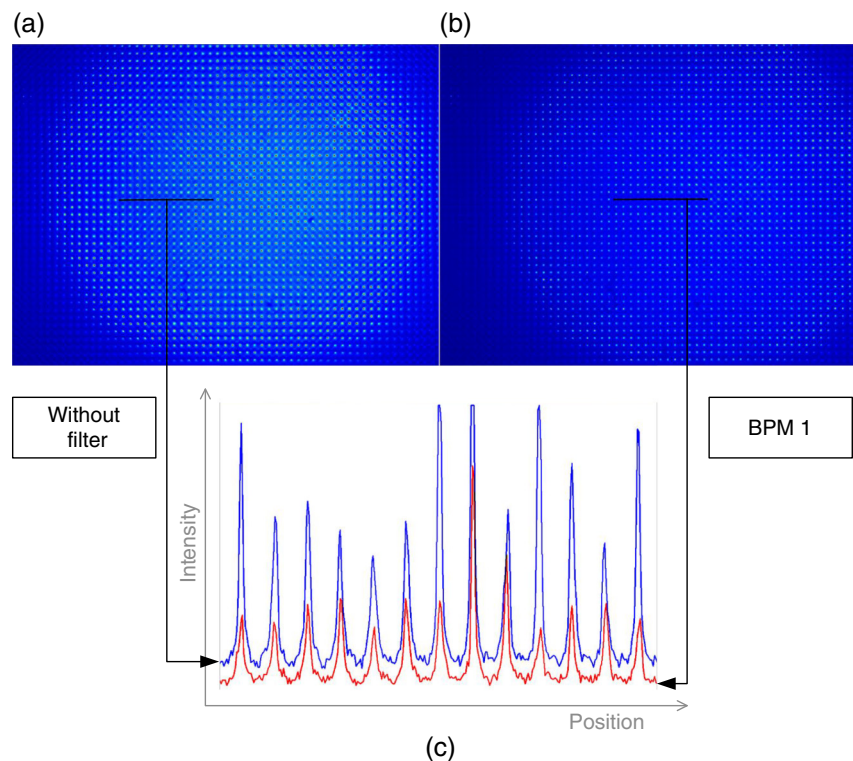 (a)
(b)
Without
filter
BPM 1
Intensity
Position
(c)